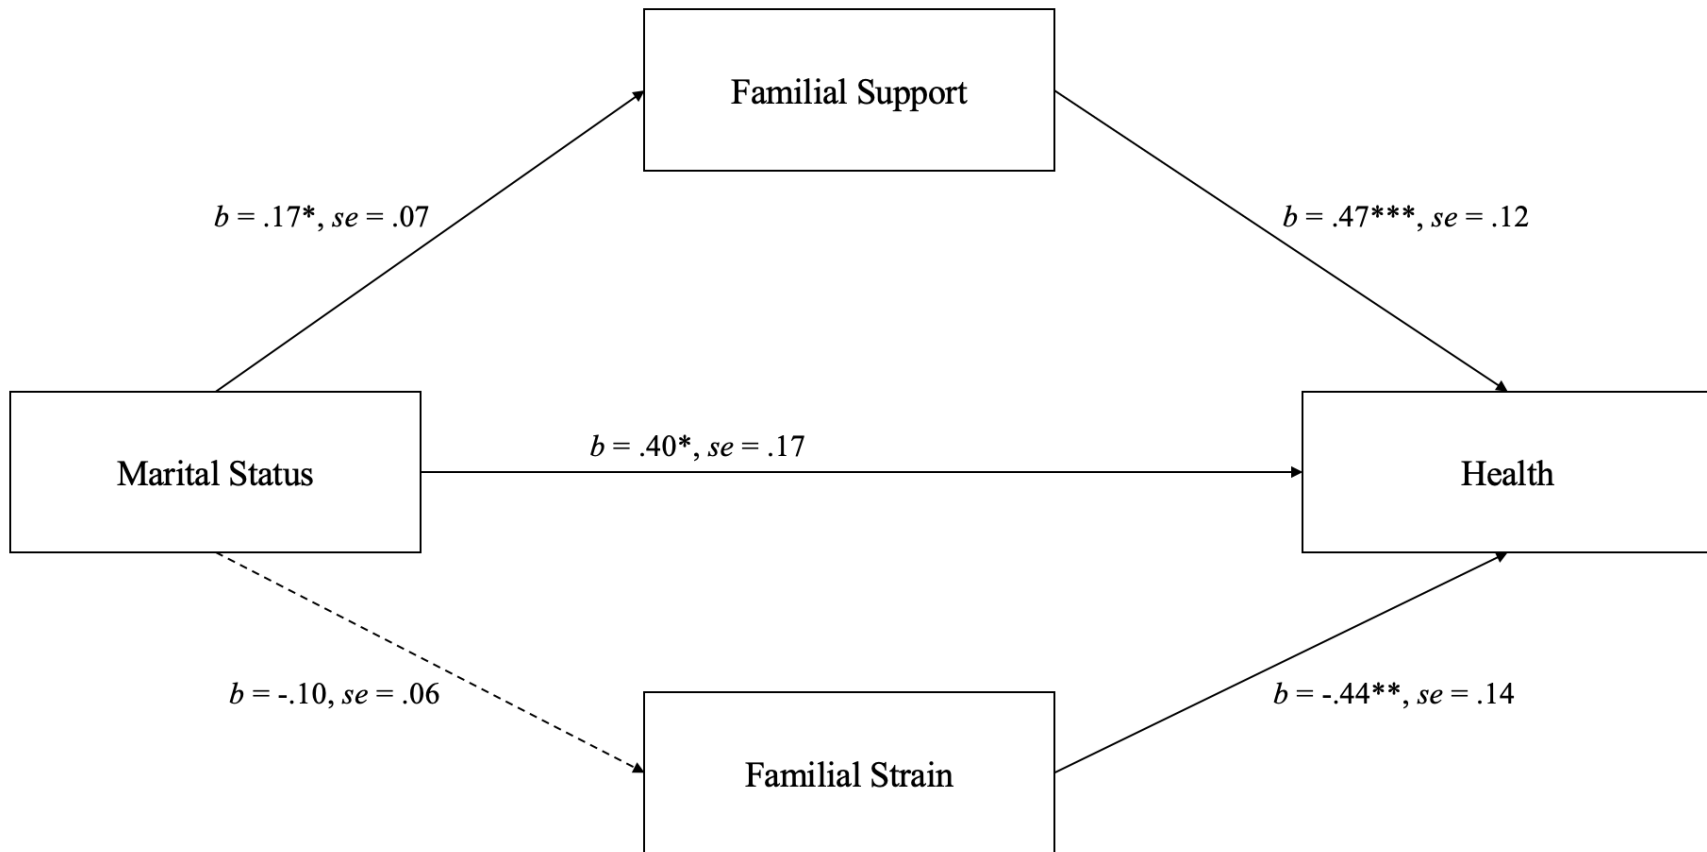 Familial Support
b = .17*, se = .07
b = .47***, se = .12
b = .40*, se = .17
Marital Status
Health
b = -.10, se = .06
b = -.44**, se = .14
Familial Strain